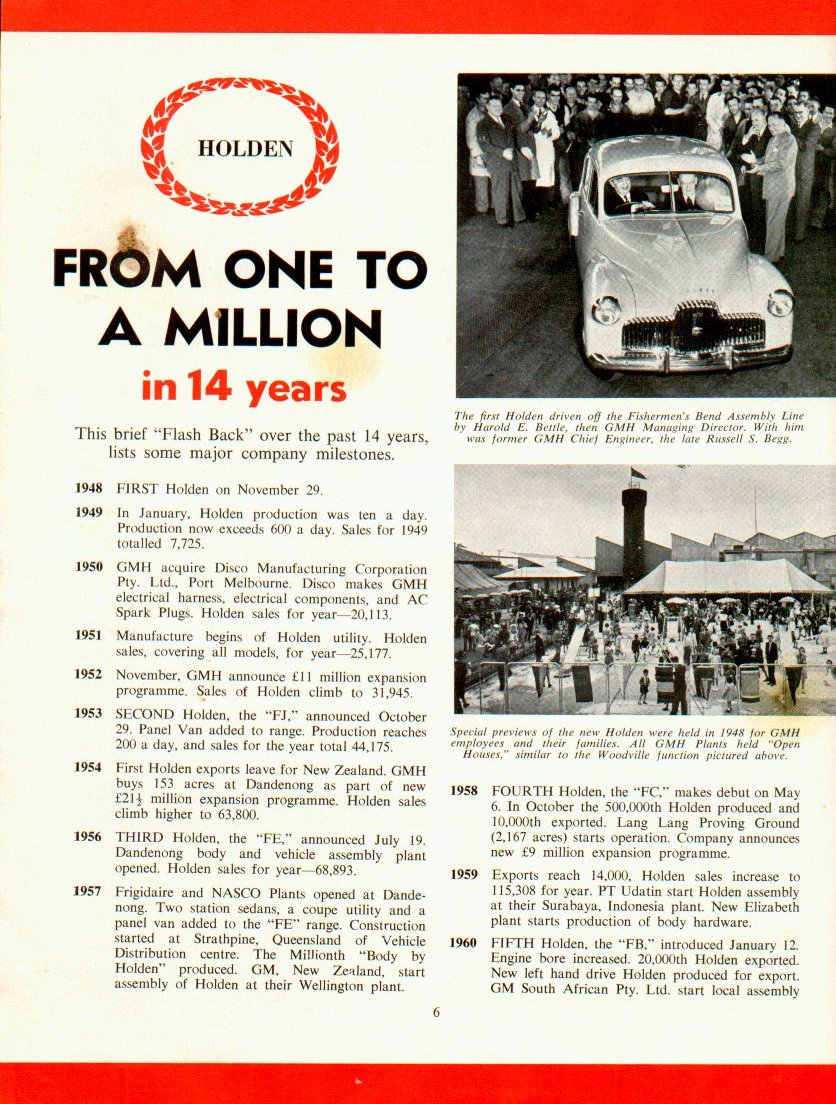 HOLDEN
FROM ONE TO
A MILLION
in 14 years
This brief “Flash Back” over the past 14 years,
lists some major company milestones.
1948 FIRST Holden on November 29.
1949 In January, Holden production was ten a day.
Production now exceeds 600 a day. Sales for 1949
totalled 7,725.
1950 GMH acquire Disco Manufacturing Corporation
Pty. Ltd., Port Melbourne. Disco makes GMH
electrical harness, electrical components, and AC
Spark Plugs. Holden sales for year—20,113.
1951 Manufacture begins of Holden utility. Holden
sales, covering all models, for year—25,177.
1952 November, GMH announce £11 million expansion
programme. Sales of Holden climb to 31,945.
1953 SECOND Holden, the “FJ,” announced October
29. Panel Van added to range. Production reaches
200 a day, and sales for the year total 44,175.
1954 First Holden exports leave for New Zealand. GMH
buys 153 acres at Dandenong as part of new
£21½ million expansion programme. Holden sales
climb higher to 63,800.
1956 THIRD Holden, the “FE,” announced July 19.
Dandenong body and vehicle assembly plant
opened. Holden sales for year—68,893.
1957 Frigidaire and NASCO Plants opened at Dande-
nong. Two station sedans, a coupe utility and a
panel van added to the “FE” range. Construction
started at Strathpine, Queensland of Vehicle
Distribution centre. The Millionth “Body by
Holden” produced. GM, New Zealand, start
assembly of Holden at their Wellington plant.
The first Holden driven off the Fishermen's Bend Assembly Line
by Harold E. Bettle, then GMH Managing Director. With him
was former GMH Chief Engineer, the late Russell S. Begg.
Special previews of the new Holden were held in 1948 for GMH
employees and their families. All GMH Plants held “Open
Houses,” similar to the Woodville function pictured above.
1958 FOURTH Holden, the “FC,” makes debut on May
6. In October the 500,000th Holden produced and
10,000th exported. Lang Lang Proving Ground
(2,167 acres) starts operation. Company announces
new £9 million expansion programme.
1959 Exports reach 14,000, Holden sales increase to
115,308 for year. PT Udatin start Holden assembly
at their Surabaya, Indonesia plant. New Elizabeth
plant starts production of body hardware.
1960 FIFTH Holden, the “FB,” introduced January 12.
Engine bore increased. 20,000th Holden exported.
New left hand drive Holden produced for export.
GM South African Pty. Ltd. start local assembly
6